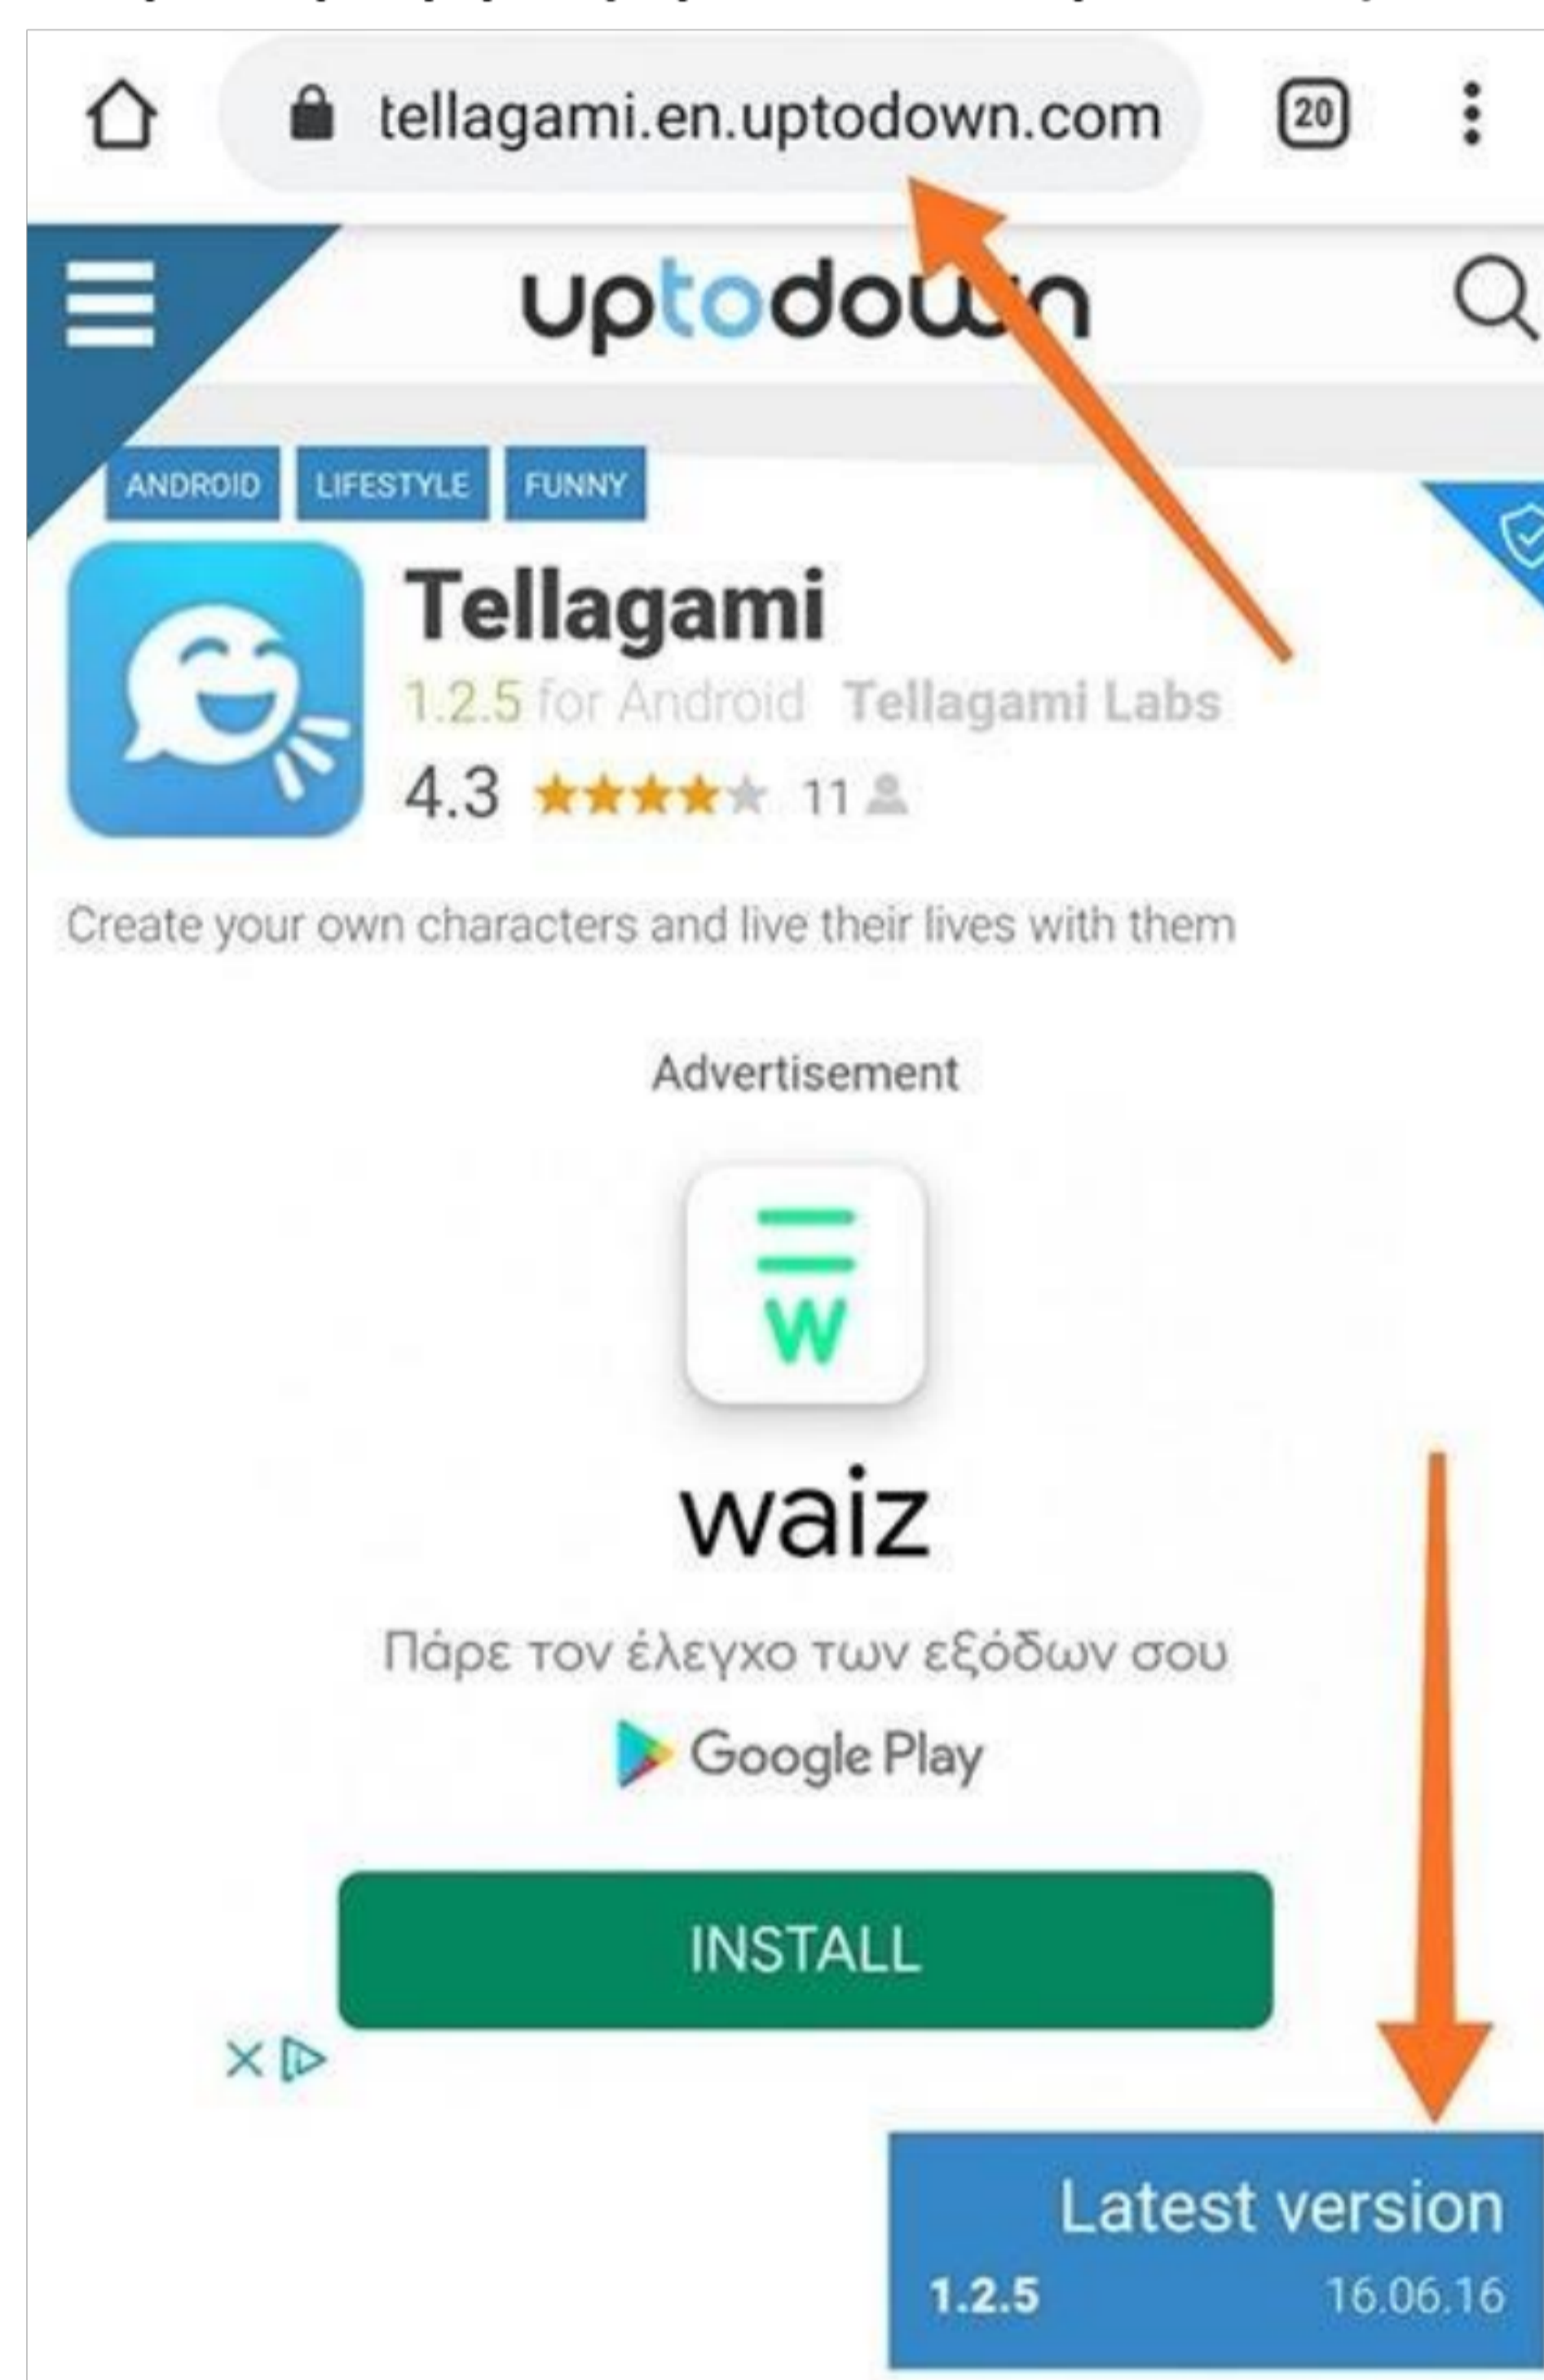 tellagami.en.uptodown.com 20
uptodown
ANDROID LIFESTYLE FUNNY
Tellagami
1.2.5 for Android Tellagami Labs
4.3 11
Create your own characters and live their lives with them
Advertisement
w
waiz
Πάρε τον έλεγχο των εξόδων σου
Google Play
INSTALL
Latest version
1.2.5 16.06.16